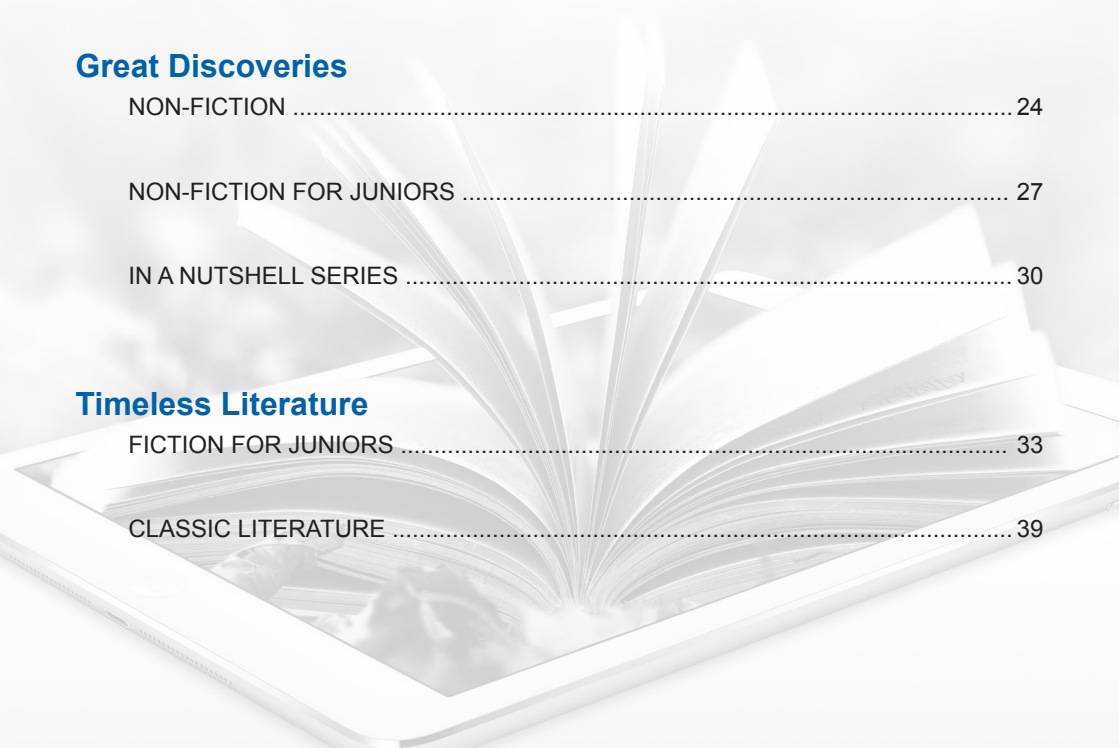 Great Discoveries
NON-FICTION ........................................................................................................... 24
NON-FICTION FOR JUNIORS ................................................................................. 27
IN A NUTSHELL SERIES .......................................................................................... 30
Timeless Literature
FICTION FOR JUNIORS .......................................................................................... 33
CLASSIC LITERATURE ............................................................................................ 39